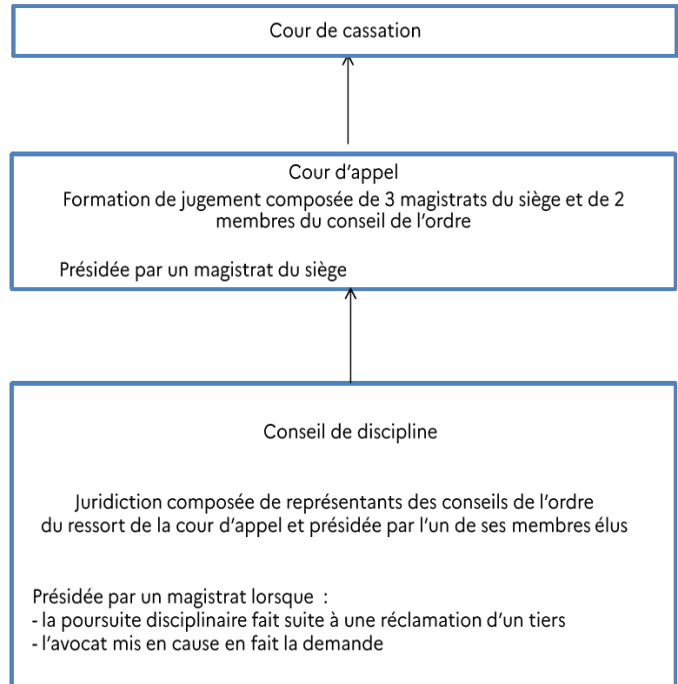 Cour de cassation
Cour d'appel
Formation de jugement composée de 3 magistrats du siège et de 2
membres du conseil de l'ordre
Présidée par un magistrat du siège
Conseil de discipline
Juridiction composée de représentants des conseils de l'ordre
du ressort de la cour d'appel et présidée par l'un de ses membres élus
Présidée par un magistrat lorsque :
- la poursuite disciplinaire fait suite à une réclamation d'un tiers
- l'avocat mis en cause en fait la demande